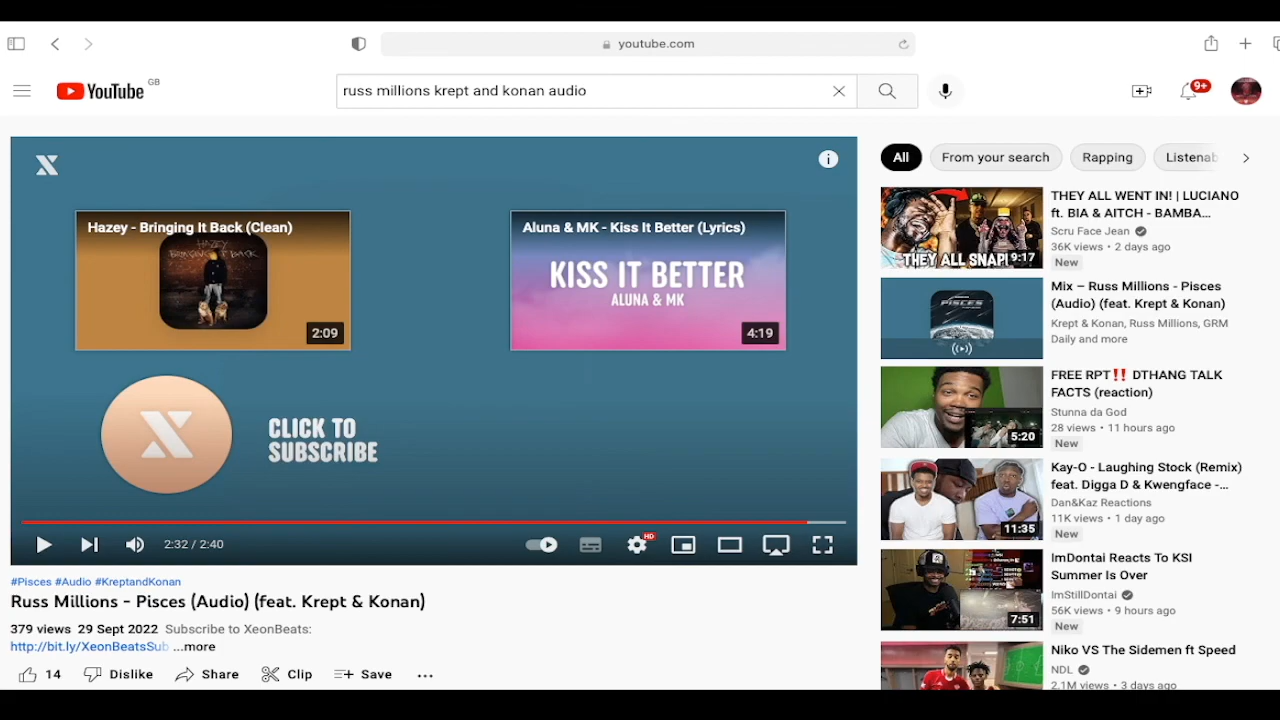 youtube.com
YouTube GB
russ millions krept and konan audio
9+
X
Hazey - Bringing It Back (Clean)
HAZEY
BRINGING IT BACK
2:09
Aluna & MK - Kiss It Better (Lyrics)
KISS IT BETTER
ALUNA & MK
4:19
X
CLICK TO
SUBSCRIBE
2:32 / 2:40
HD
#Pisces #Audio #KreptandKonan
Russ Millions - Pisces (Audio) (feat. Krept & Konan)
379 views 29 Sept 2022 Subscribe to XeonBeats:
http://bit.ly/XeonBeatsSub ...more
14 Dislike Share Clip Save
All From your search Rapping Listenab
THEY ALL SNAP! 9:17
THEY ALL WENT IN! | LUCIANO
ft. BIA & AITCH - BAMBA...
Scru Face Jean
36K views • 2 days ago
New
PISCES
Mix – Russ Millions - Pisces
(Audio) (feat. Krept & Konan)
Krept & Konan, Russ Millions, GRM
Daily and more
5:20
FREE RPT‼️ DTHANG TALK
FACTS (reaction)
Stunna da God
28 views • 11 hours ago
New
11:35
Kay-O - Laughing Stock (Remix)
feat. Digga D & Kwengface -...
Dan&Kaz Reactions
11K views • 1 day ago
New
7:51
ImDontai Reacts To KSI
Summer Is Over
ImStillDontai
56K views • 9 hours ago
New
Niko VS The Sidemen ft Speed
NDL
2.1M views • 3 days ago